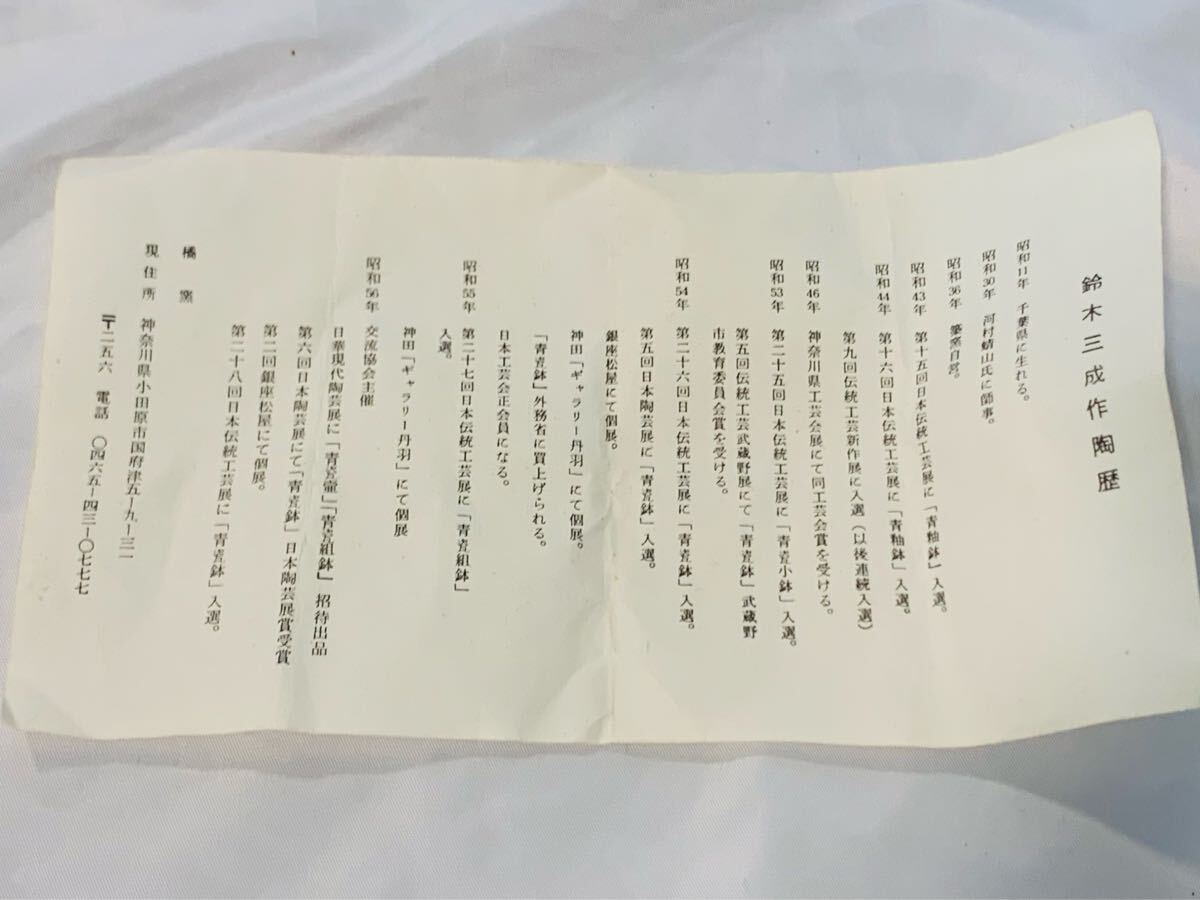 鈴木三成作陶歴
昭和11年　千葉県に生れる。
昭和30年　河村蜻山氏に師事。
昭和36年　築窯自営。
昭和43年　第十五回日本伝統工芸展に「青釉鉢」入選。
昭和44年　第十六回日本伝統工芸展に「青釉鉢」入選。
第九回伝統工芸新作展に入選（以後連続入選）
昭和46年　神奈川県工芸会展にて同工芸会賞を受ける。
昭和53年　第二十五回日本伝統工芸展に「青瓷小鉢」入選。
第五回伝統工芸武蔵野展にて「青瓷鉢」武蔵野
市教育委員会賞を受ける。
昭和54年　第二十六回日本伝統工芸展に「青瓷鉢」入選。
第五回日本陶芸展に「青瓷鉢」入選。
銀座松屋にて個展。
神田「ギャラリー丹羽」にて個展。
「青瓷鉢」外務省に買上げられる。
日本工芸会正会員になる。
昭和55年　第二十七回日本伝統工芸展に「青瓷組鉢」
入選。
神田「ギャラリー丹羽」にて個展
昭和56年　交流協会主催
日華現代陶芸展に「青瓷壷」「青瓷組鉢」招待出品
第六回日本陶芸展にて「青瓷鉢」日本陶芸展賞受賞
第二回銀座松屋にて個展。
第二十八回日本伝統工芸展に「青瓷鉢」入選。
橘窯
現住所　神奈川県小田原市国府津五ー九ー三一
〒二五六　電話　〇四六五ー四三ー〇七七七